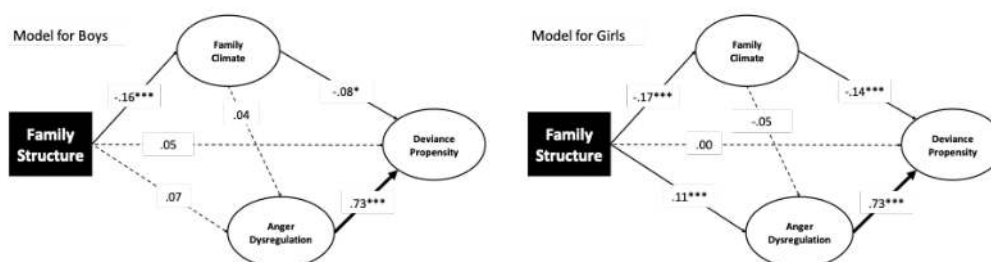 Model for Boys
Family
Climate
-.16***
-.08*
.04
Family
Structure
.05
Deviance
Propensity
.07
.73***
Anger
Dysregulation
Model for Girls
Family
Climate
-.17***
-.14***
-.05
Family
Structure
.00
Deviance
Propensity
.11***
.73***
Anger
Dysregulation